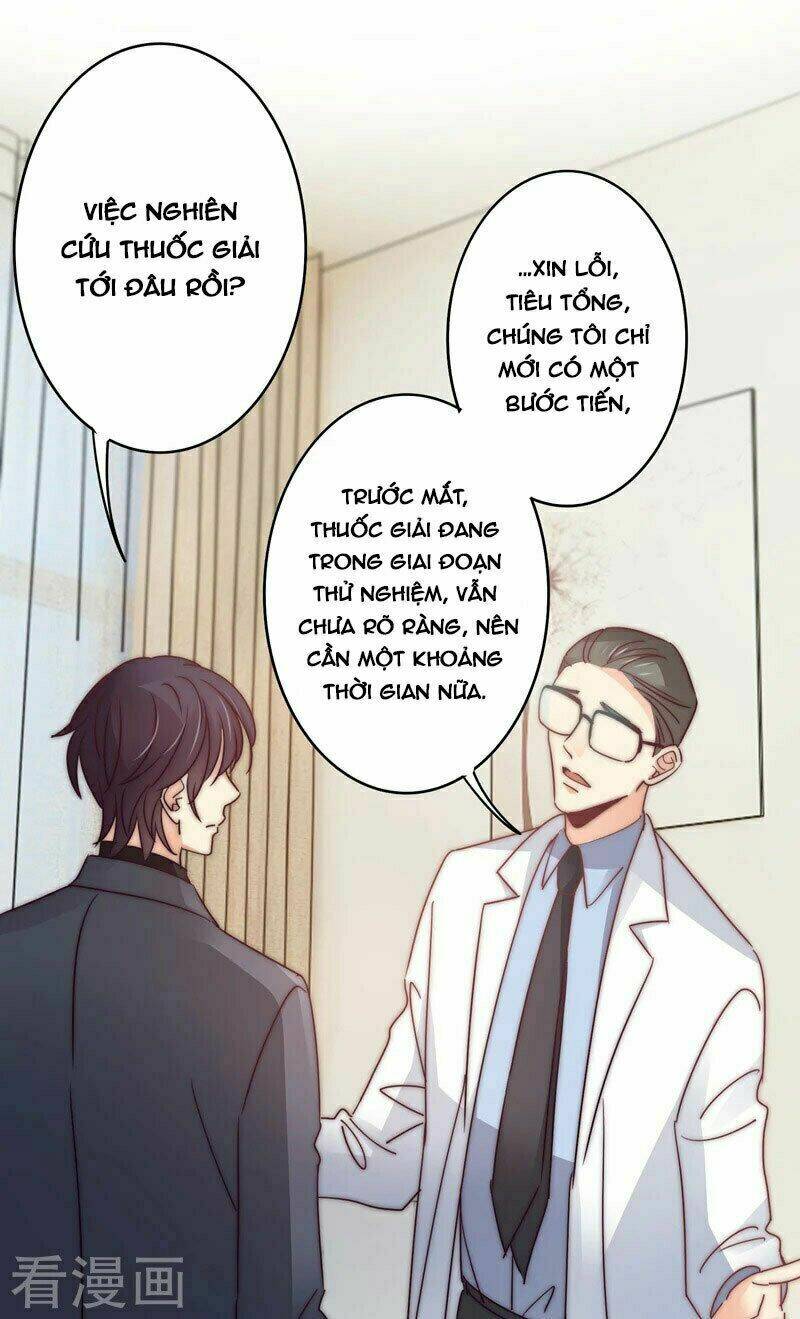 VIỆC NGHIÊN
CỨU THUỐC GIẢI
TỚI ĐÂU RỒI?
...XIN LỖI,
TIÊU TỔNG,
CHÚNG TÔI CHỈ
MỚI CÓ MỘT
BƯỚC TIẾN,
TRƯỚC MẮT,
THUỐC GIẢI ĐANG
TRONG GIAI ĐOẠN
THỬ NGHIỆM, VẪN
CHƯA RÕ RÀNG, NÊN
CẦN MỘT KHOẢNG
THỜI GIAN NỮA.
看漫画